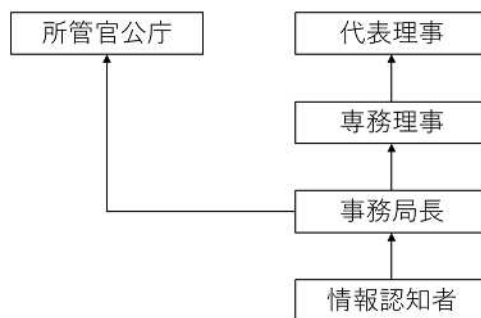 所管官公庁
代表理事
専務理事
事務局長
情報認知者